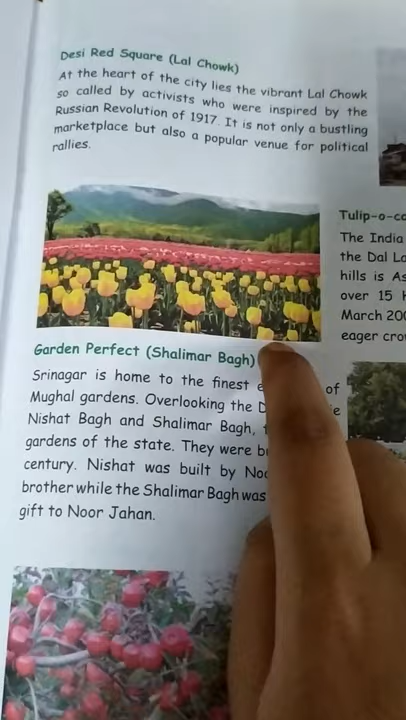 Desi Red Square (Lal Chowk)
At the heart of the city lies the vibrant Lal Chowk
so called by activists who were inspired by the
Russian Revolution of 1917. It is not only a bustling
marketplace but also a popular venue for political
rallies.
Garden Perfect (Shalimar Bagh)
Srinagar is home to the finest of
Mughal gardens. Overlooking the
Nishat Bagh and Shalimar Bagh,
gardens of the state. They were
century. Nishat was built by
brother while the Shalimar Bagh was
gift to Noor Jahan.
Tulip-o-
The India
the Dal
hills is
over 15
March
eager